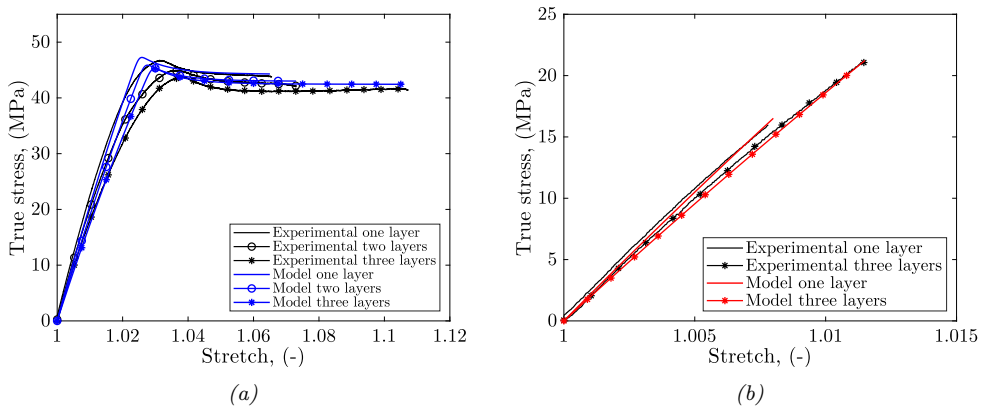 50
40
30
20
10
0
True stress, (MPa)
1
1.02
1.04
1.06
1.08
1.1
1.12
Stretch, (-)
Experimental one layer
Experimental two layers
Experimental three layers
Model one layer
Model two layers
Model three layers
(a)
25
20
15
10
5
0
True stress, (MPa)
1
1.005
1.01
1.015
Stretch, (-)
Experimental one layer
Experimental three layers
Model one layer
Model three layers
(b)